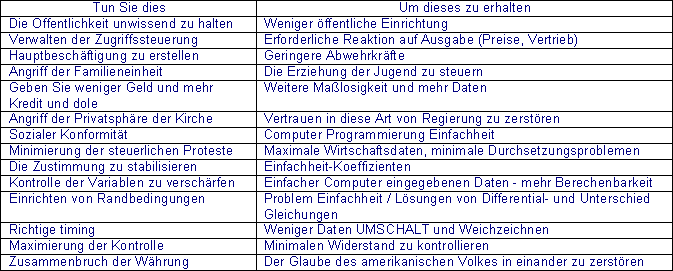 Tun Sie dies Um dieses zu erhalten
Die Öffentlichkeit unwissend zu halten Weniger öffentliche Einrichtung
Verwalten der Zugriffssteuerung Erforderliche Reaktion auf Ausgabe (Preise, Vertrieb)
Hauptbeschäftigung zu erstellen Geringere Abwehrkräfte
Angriff der Familieneinheit Die Erziehung der Jugend zu steuern
Geben Sie weniger Geld und mehr Weitere Maßlosigkeit und mehr Daten
Kredit und dole
Angriff der Privatsphäre der Kirche Vertrauen in diese Art von Regierung zu zerstören
Sozialer Konformität Computer Programmierung Einfachheit
Minimierung der steuerlichen Proteste Maximale Wirtschaftsdaten, minimale Durchsetzungsproblemen
Die Zustimmung zu stabilisieren Einfachheit-Koeffizienten
Kontrolle der Variablen zu verschärfen Einfacher Computer eingegebenen Daten - mehr Berechenbarkeit
Einrichten von Randbedingungen Problem Einfachheit / Lösungen von Differential- und Unterschied
Gleichungen
Richtige timing Weniger Daten UMSCHALT und Weichzeichnen
Maximierung der Kontrolle Minimalen Widerstand zu kontrollieren
Zusammenbruch der Währung Der Glaube des amerikanischen Volkes in einander zu zerstören